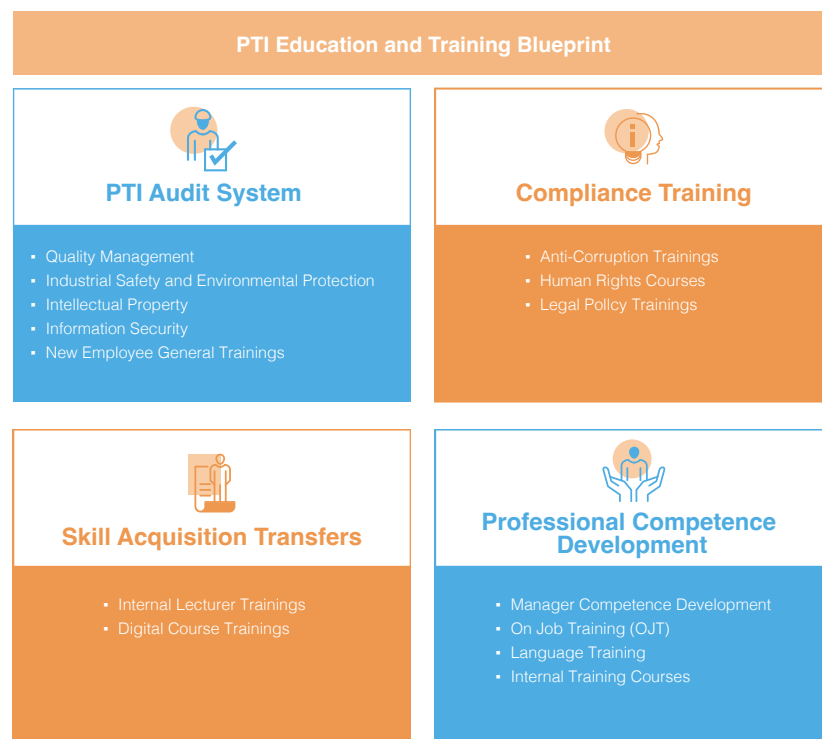 PTI Education and Training Blueprint
PTI Audit System
▪ Quality Management
▪ Industrial Safety and Environmental Protection
▪ Intellectual Property
▪ Information Security
▪ New Employee General Trainings
Compliance Training
▪ Anti-Corruption Trainings
▪ Human Rights Courses
▪ Legal Policy Trainings
Skill Acquisition Transfers
▪ Internal Lecturer Trainings
▪ Digital Course Trainings
Professional Competence
Development
▪ Manager Competence Development
▪ On Job Training (OJT)
▪ Language Training
▪ Internal Training Courses